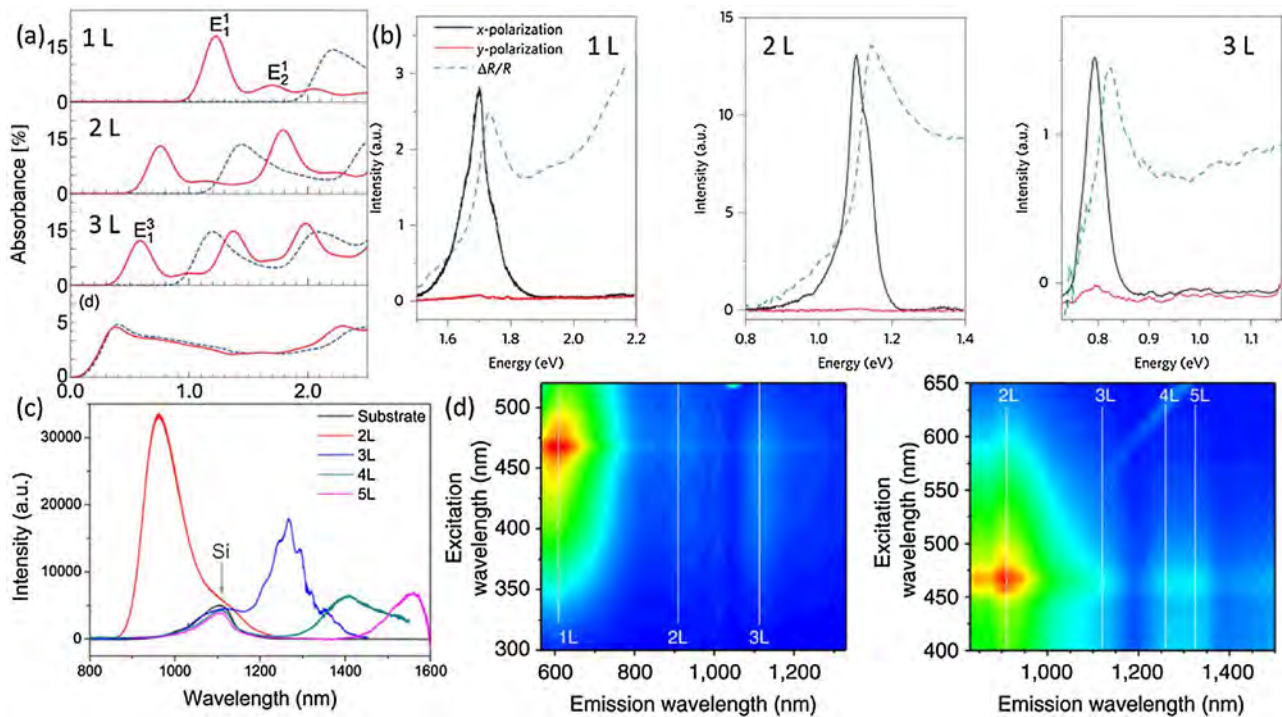 (a)
1 L
E₁¹
E₂¹
15
0
2 L
15
0
3 L
E₁³
15
0
(d)
5
0
0.0 1.0 2.0
Absorbance [%]
(b)
x-polarization
y-polarization
ΔR/R
1 L
3
2
1
0
1.6 1.8 2.0 2.2
Intensity (a.u.)
Energy (eV)
2 L
15
10
5
0
0.8 1.0 1.2 1.4
Intensity (a.u.)
Energy (eV)
3 L
1
0
0.8 0.9 1.0 1.1
Intensity (a.u.)
Energy (eV)
(c)
Substrate
2L
3L
4L
5L
Si
30000
20000
10000
0
800 1000 1200 1400 1600
Intensity (a.u.)
Wavelength (nm)
(d)
500
450
400
350
300
1L 2L 3L
600 800 1,000 1,200
Excitation
wavelength (nm)
Emission wavelength (nm)
650
600
550
500
450
400
2L 3L 4L 5L
1,000 1,200 1,500
Excitation
wavelength (nm)
Emission wavelength (nm)